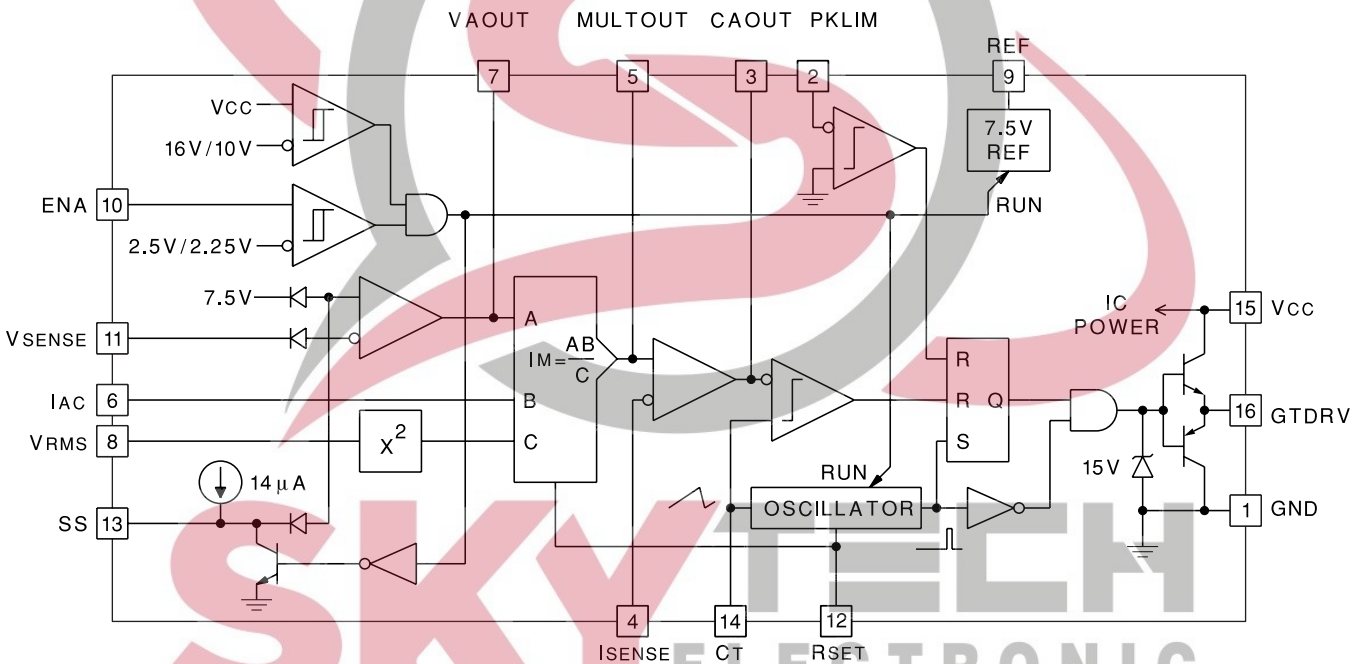 VAOUT MULTOUT CAOUT PKLIM
REF
7 5 3 2 9
VCC
16V/10V
7.5V
REF
ENA 10
RUN
2.5V/2.25V
7.5V
IC
POWER
15 VCC
VSENSE 11
A
IM=AB/C
R
IAC 6
B
R Q
16 GTDRV
VRMS 8
X²
C
S
14 µA
RUN
15V
SS 13
OSCILLATOR
1 GND
4 14 12
ISENSE CT RSET
SKYTECH
ELECTRONIC